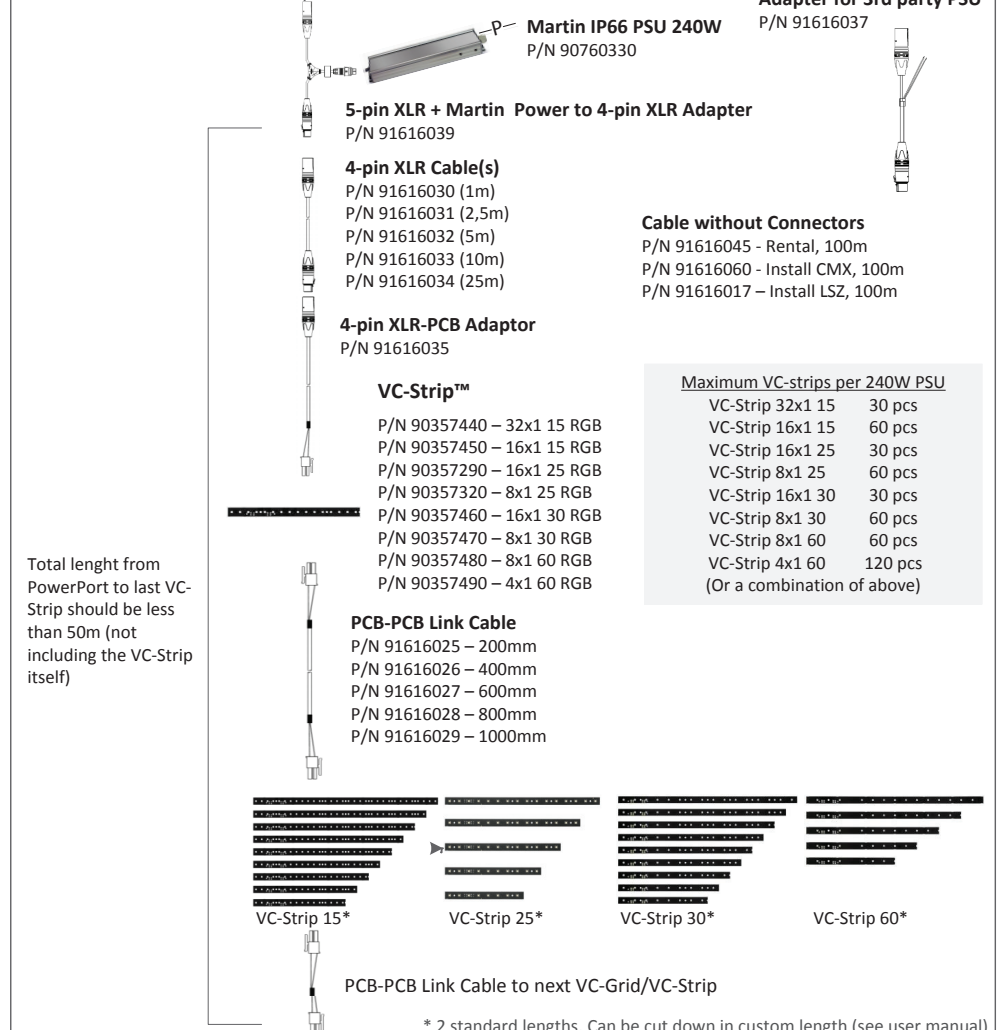 Adapter for 3rd party PSU
P/N 91616037
P
Martin IP66 PSU 240W
P/N 90760330
5-pin XLR + Martin  Power to 4-pin XLR Adapter
P/N 91616039
4-pin XLR Cable(s)
P/N 91616030 (1m)
P/N 91616031 (2,5m)
P/N 91616032 (5m)
P/N 91616033 (10m)
P/N 91616034 (25m)
Cable without Connectors
P/N 91616045 - Rental, 100m
P/N 91616060 - Install CMX, 100m
P/N 91616017 – Install LSZ, 100m
4-pin XLR-PCB Adaptor
P/N 91616035
VC-Strip™
P/N 90357440 – 32x1 15 RGB
P/N 90357450 – 16x1 15 RGB
P/N 90357290 – 16x1 25 RGB
P/N 90357320 – 8x1 25 RGB
P/N 90357460 – 16x1 30 RGB
P/N 90357470 – 8x1 30 RGB
P/N 90357480 – 8x1 60 RGB
P/N 90357490 – 4x1 60 RGB
Maximum VC-strips per 240W PSU
VC-Strip 32x1 15 30 pcs
VC-Strip 16x1 15 60 pcs
VC-Strip 16x1 25 30 pcs
VC-Strip 8x1 25 60 pcs
VC-Strip 16x1 30 30 pcs
VC-Strip 8x1 30 60 pcs
VC-Strip 8x1 60 60 pcs
VC-Strip 4x1 60 120 pcs
(Or a combination of above)
Total lenght from
PowerPort to last VC-
Strip should be less
than 50m (not
including the VC-Strip
itself)
PCB-PCB Link Cable
P/N 91616025 – 200mm
P/N 91616026 – 400mm
P/N 91616027 – 600mm
P/N 91616028 – 800mm
P/N 91616029 – 1000mm
VC-Strip 15*
VC-Strip 25*
VC-Strip 30*
VC-Strip 60*
PCB-PCB Link Cable to next VC-Grid/VC-Strip
* 2 standard lengths. Can be cut down in custom length (see user manual)